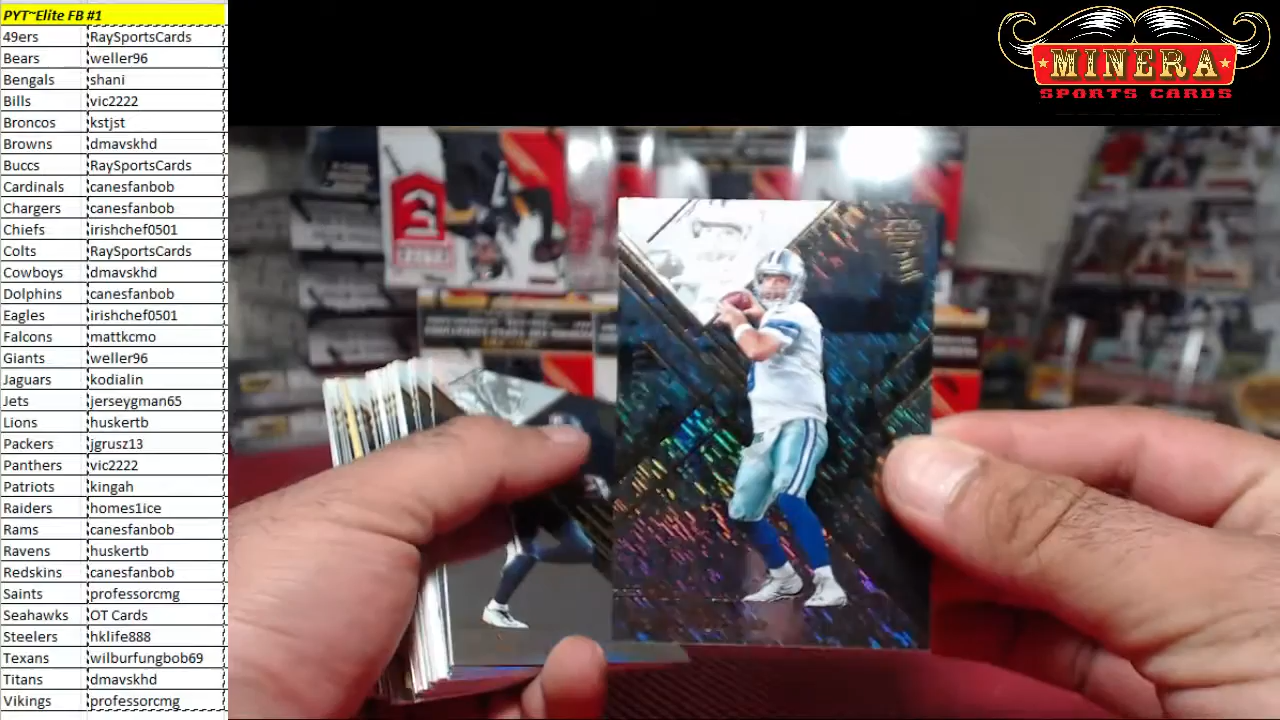 PYT~Elite FB #1
49ers RaySportsCards
Bears weller96
Bengals shani
Bills vic2222
Broncos kstjst
Browns dmavskhd
Buccs RaySportsCards
Cardinals canesfanbob
Chargers canesfanbob
Chiefs irishchef0501
Colts RaySportsCards
Cowboys dmavskhd
Dolphins canesfanbob
Eagles irishchef0501
Falcons mattkcmo
Giants weller96
Jaguars kodialin
Jets jerseygman65
Lions huskertb
Packers jgrusz13
Panthers vic2222
Patriots kingah
Raiders homes1ice
Rams canesfanbob
Ravens huskertb
Redskins canesfanbob
Saints professorcmg
Seahawks OT Cards
Steelers hklife888
Texans wilburfungbob69
Titans dmavskhd
Vikings professorcmg
MINERA
SPORTS CARDS